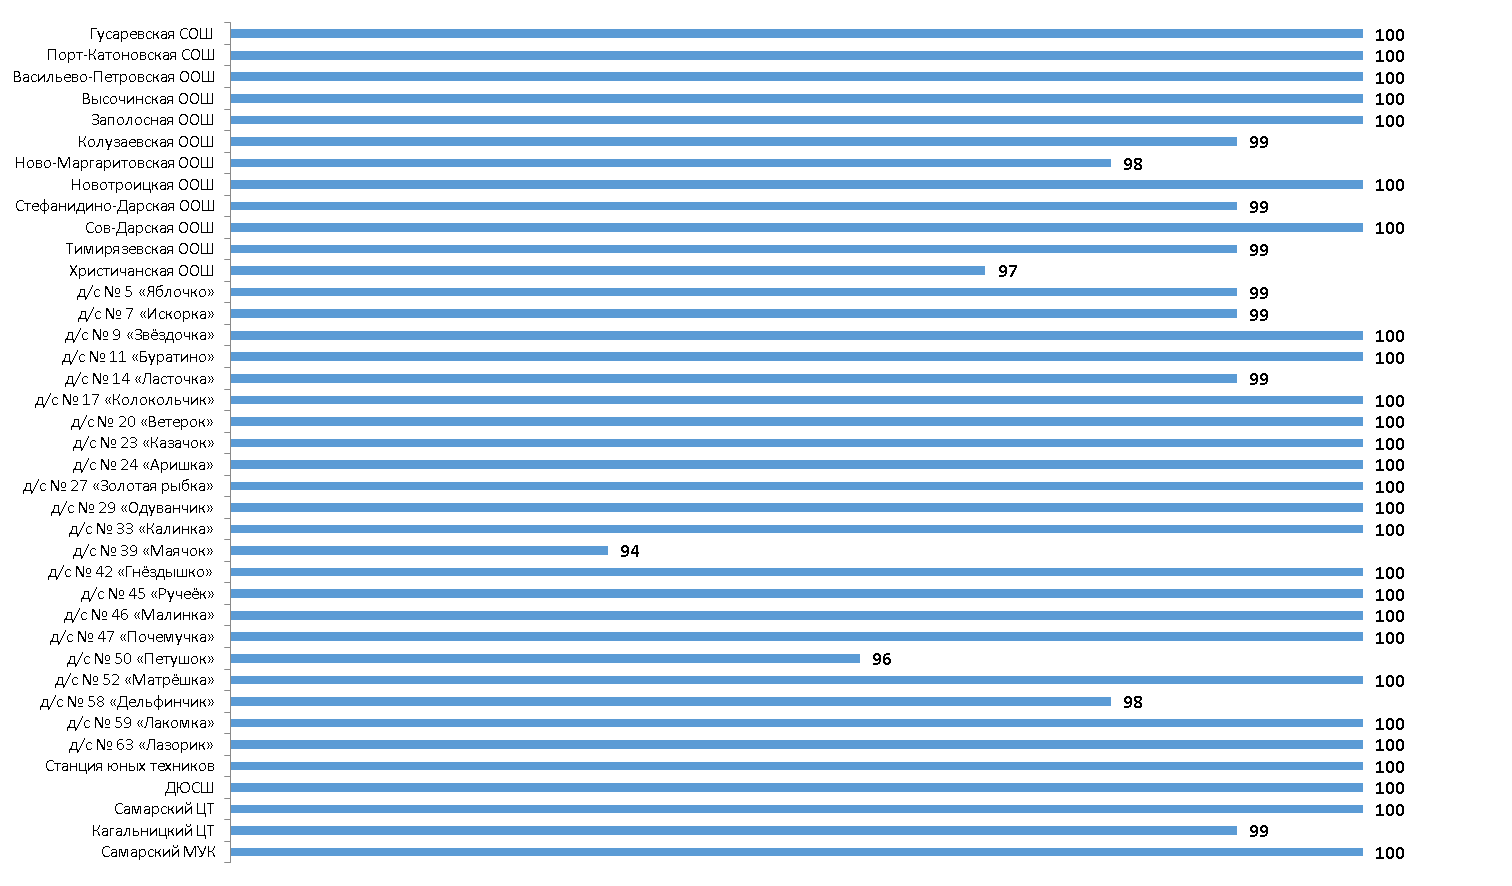 Гусаревская СОШ 100
Порт-Катоновская СОШ 100
Васильево-Петровская ООШ 100
Высочинская ООШ 100
Заполосная ООШ 100
Колузаевская ООШ 99
Ново-Маргаритовская ООШ 98
Новотроицкая ООШ 100
Стефанидино-Дарская ООШ 99
Сов-Дарская ООШ 100
Тимирязевская ООШ 99
Христичанская ООШ 97
д/с № 5 «Яблочко» 99
д/с № 7 «Искорка» 99
д/с № 9 «Звёздочка» 100
д/с № 11 «Буратино» 100
д/с № 14 «Ласточка» 99
д/с № 17 «Колокольчик» 100
д/с № 20 «Ветерок» 100
д/с № 23 «Казачок» 100
д/с № 24 «Аришка» 100
д/с № 27 «Золотая рыбка» 100
д/с № 29 «Одуванчик» 100
д/с № 33 «Калинка» 100
д/с № 39 «Маячок» 94
д/с № 42 «Гнёздышко» 100
д/с № 45 «Ручеёк» 100
д/с № 46 «Малинка» 100
д/с № 47 «Почемучка» 100
д/с № 50 «Петушок» 96
д/с № 52 «Матрёшка» 100
д/с № 58 «Дельфинчик» 98
д/с № 59 «Лакомка» 100
д/с № 63 «Лазорик» 100
Станция юных техников 100
ДЮСШ 100
Самарский ЦТ 100
Кагальницкий ЦТ 99
Самарский МУК 100